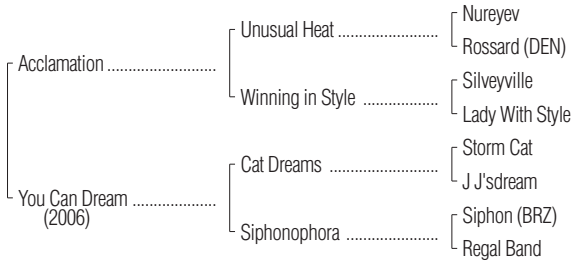 Nureyev
Unusual Heat ........................
Rossard (DEN)
Acclamation ..........................
Silveyville
Winning in Style ..................
Lady With Style
Storm Cat
Cat Dreams ..........................
J J'sdream
You Can Dream ....................
(2006)
Siphon (BRZ)
Siphonophora ......................
Regal Band